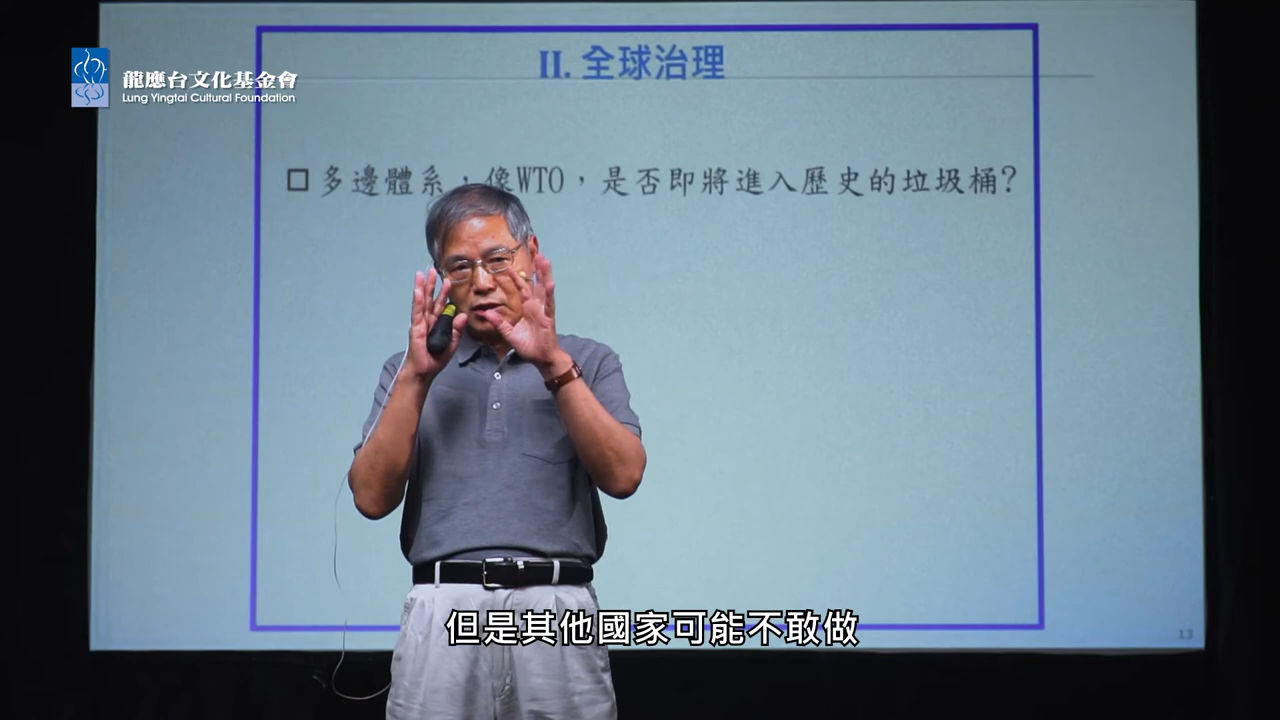 II. 全球治理
龍應台文化基金會
Lung Yingtai Cultural Foundation
多邊體系，像WTO，是否即將進入歷史的垃圾桶？
但是其他國家可能不敢做
13